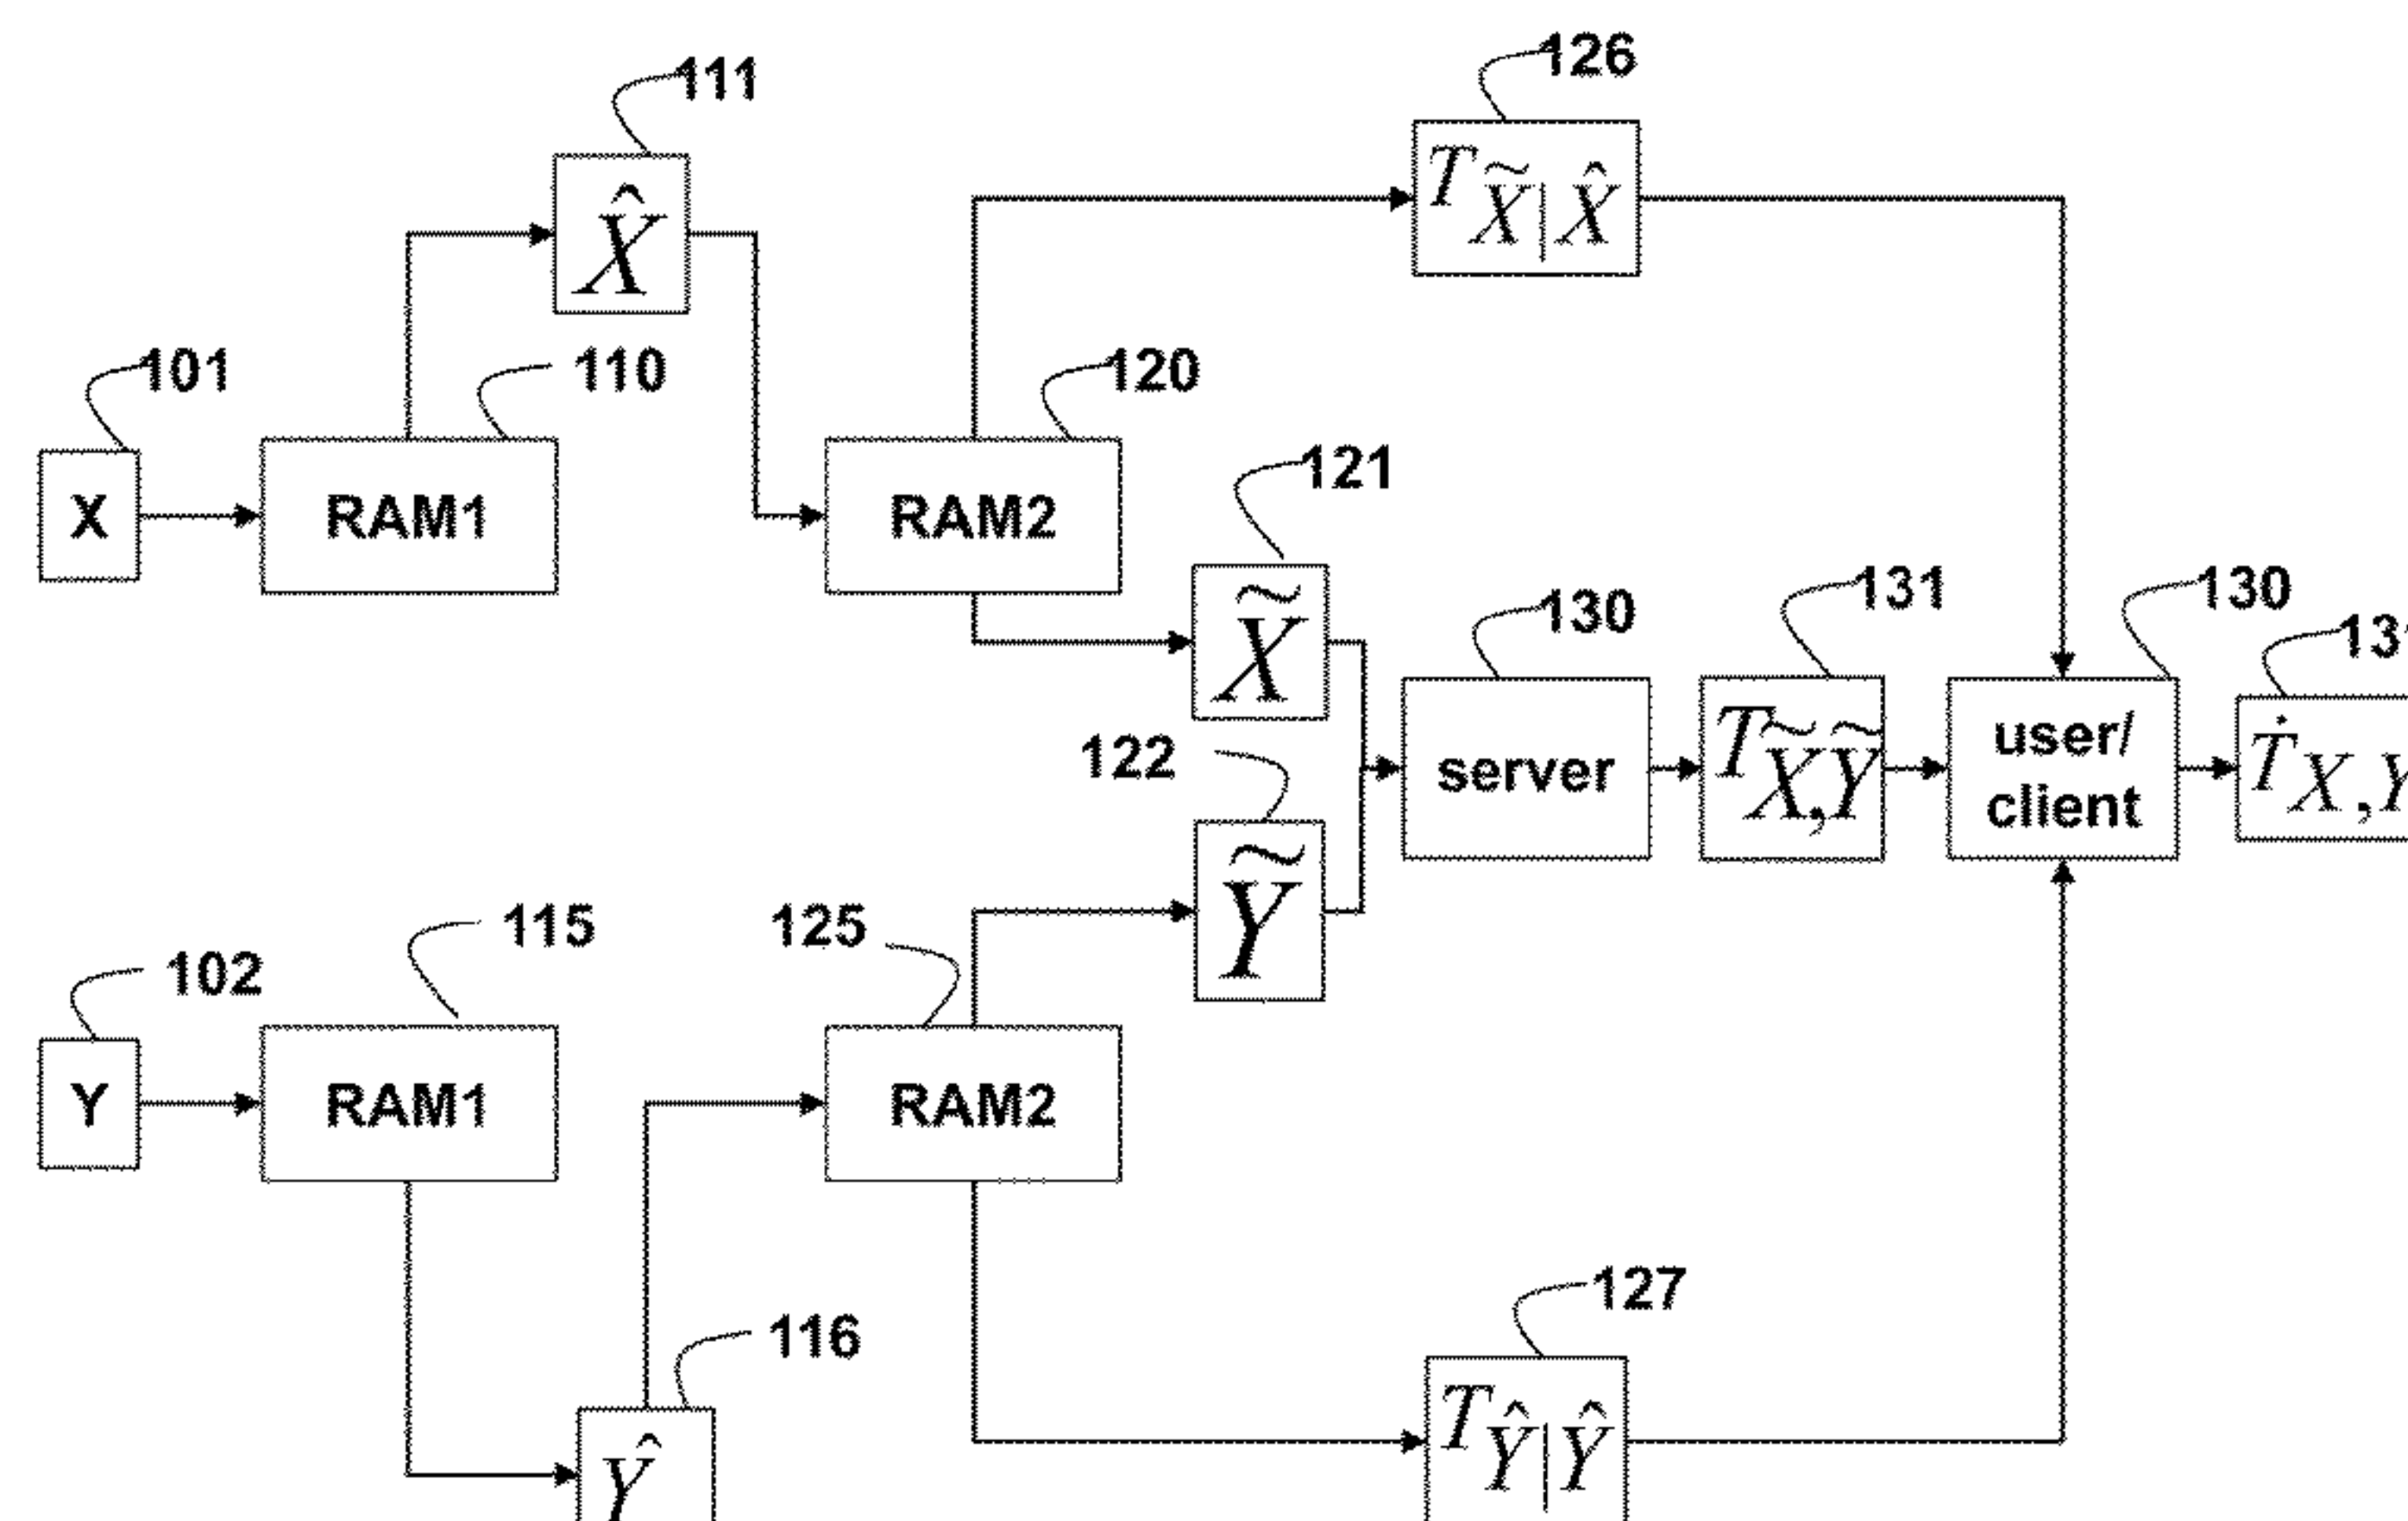 126
111
T X̃|X̂
X̂
101
110
120
121
X
RAM1
RAM2
X̃
130
131
130
server
T X̃,Ỹ
user/
client
Ṫ X,Y
122
Ỹ
102
115
125
Y
RAM1
RAM2
116
127
Ŷ
T Ŷ|Ŷ